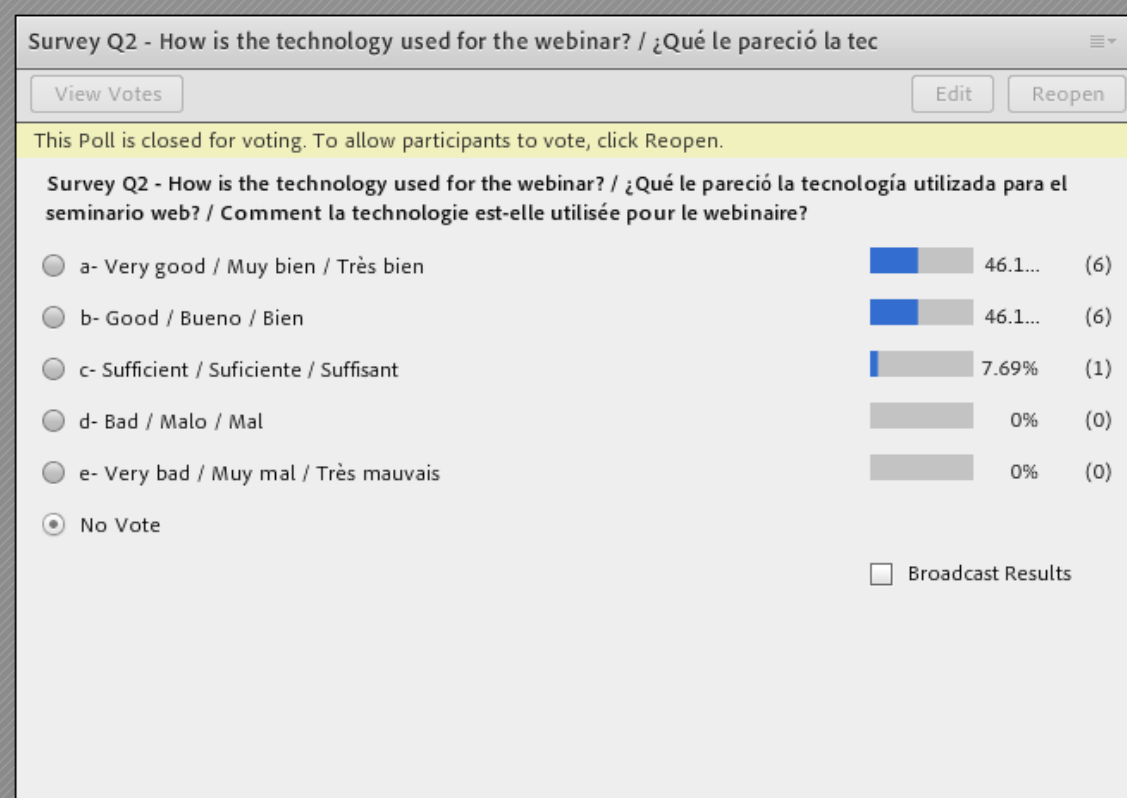 Survey Q2 - How is the technology used for the webinar? / ¿Qué le pareció la tec
View Votes Edit Reopen
This Poll is closed for voting. To allow participants to vote, click Reopen.
Survey Q2 - How is the technology used for the webinar? / ¿Qué le pareció la tecnología utilizada para el
seminario web? / Comment la technologie est-elle utilisée pour le webinaire?
a- Very good / Muy bien / Très bien 46.1... (6)
b- Good / Bueno / Bien 46.1... (6)
c- Sufficient / Suficiente / Suffisant 7.69% (1)
d- Bad / Malo / Mal 0% (0)
e- Very bad / Muy mal / Très mauvais 0% (0)
No Vote
Broadcast Results